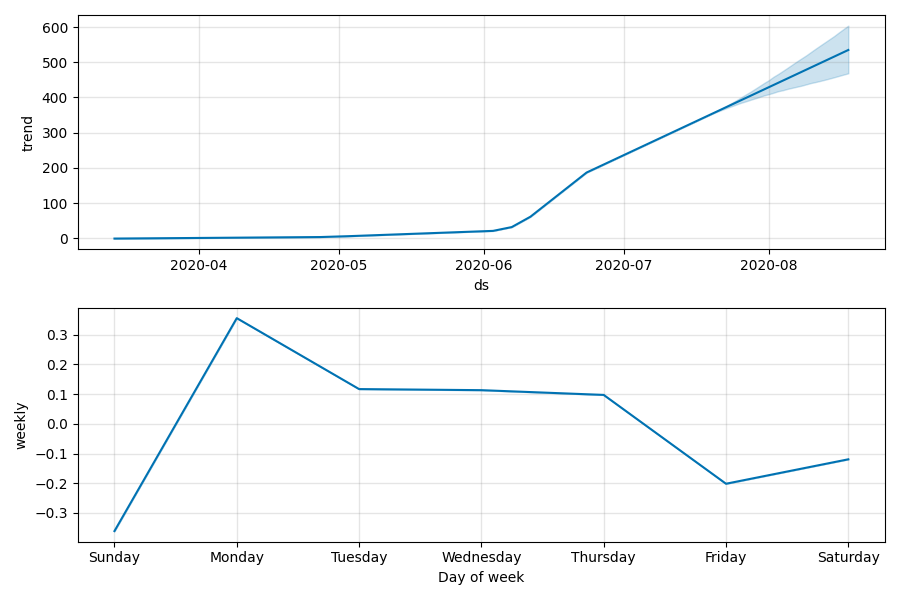 600
500
400
300
200
100
0
trend
2020-04 2020-05 2020-06 2020-07 2020-08
ds
0.3
0.2
0.1
0.0
−0.1
−0.2
−0.3
weekly
Sunday Monday Tuesday Wednesday Thursday Friday Saturday
Day of week